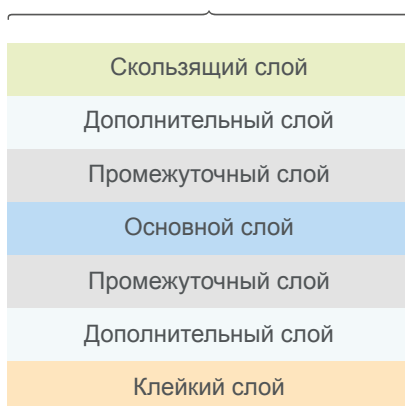 Скользящий слой
Дополнительный слой
Промежуточный слой
Основной слой
Промежуточный слой
Дополнительный слой
Клейкий слой